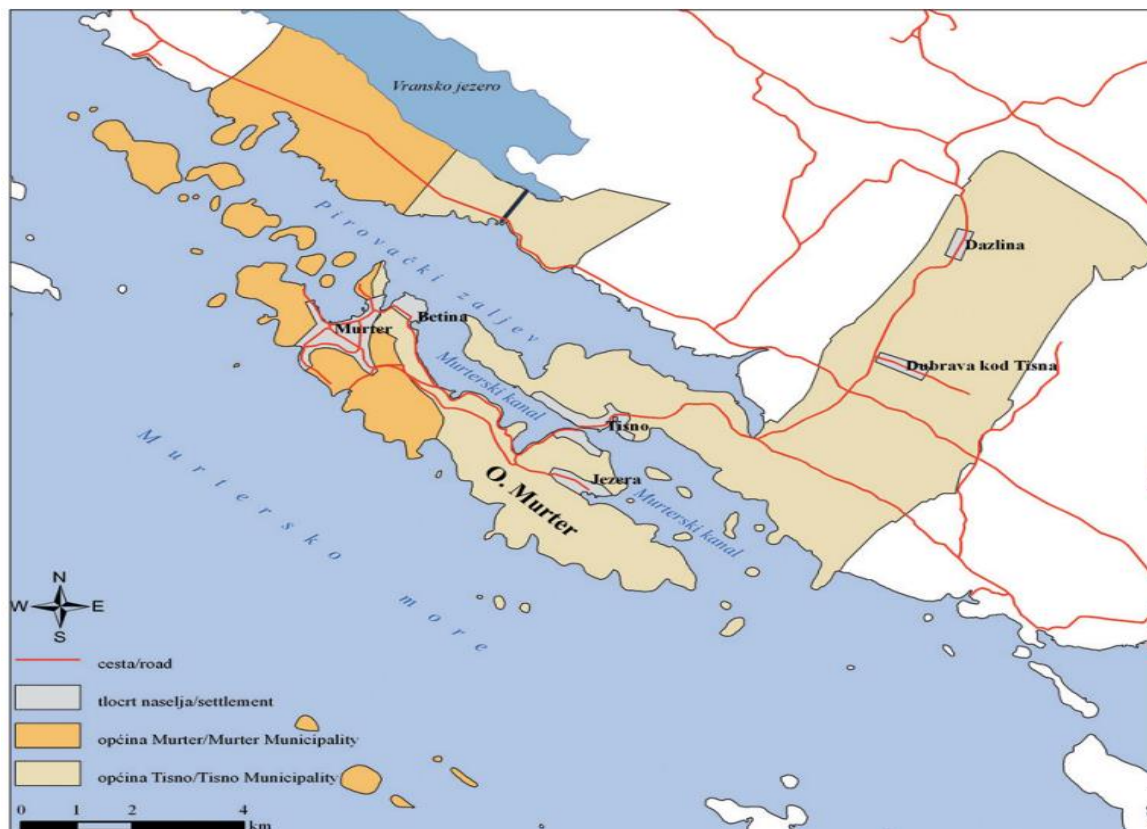 Vransko jezero
Pirovački zaljev
Dazlina
Murter
Betina
Dubrava kod Tisna
Murterski kanal
Tisno
Jezera
O. Murter
Murterski kanal
Mursko more
N
W E
S
cesta/road
tlocrt naselja/settlement
općina Murter/Murter Municipality
općina Tisno/Tisno Municipality
0 1 2 4
km